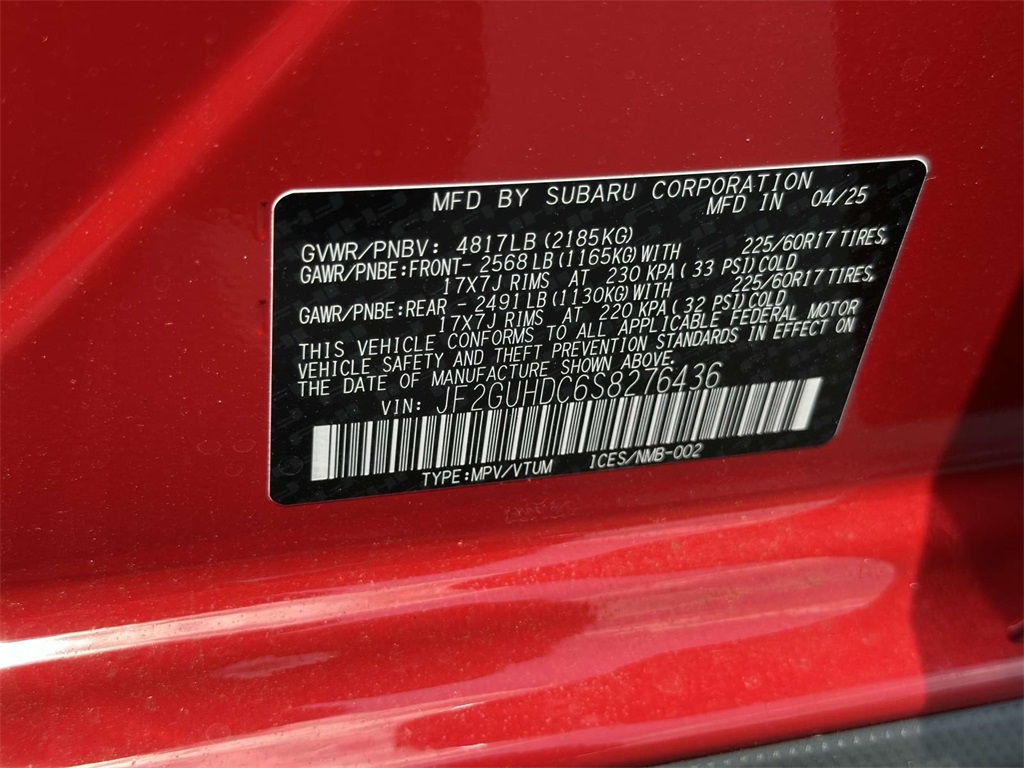 MFD BY SUBARU CORPORATION
MFD IN 04/25
GVWR/PNBV: 4817LB (2185KG)
GAWR/PNBE:FRONT- 2568LB (1165KG) WITH 225/60R17 TIRES,
17X7J RIMS AT 230 KPA ( 33 PSI) COLD
GAWR/PNBE:REAR - 2491LB (1130KG) WITH 225/60R17 TIRES,
17X7J RIMS AT 220 KPA ( 32 PSI) COLD
THIS VEHICLE CONFORMS TO ALL APPLICABLE FEDERAL MOTOR
VEHICLE SAFETY AND THEFT PREVENTION STANDARDS IN EFFECT ON
THE DATE OF MANUFACTURE SHOWN ABOVE.
VIN: JF2GUHDC6S8276436
TYPE:MPV/VTUM ICES/NMB-002